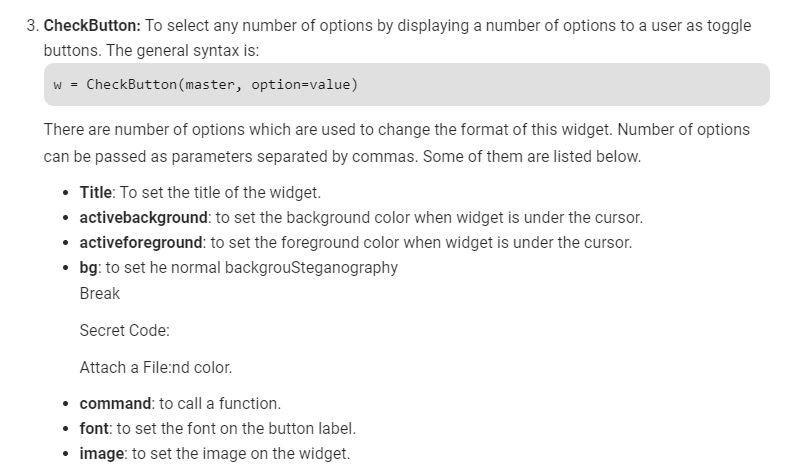 3. CheckButton: To select any number of options by displaying a number of options to a user as toggle
buttons. The general syntax is:
w = CheckButton(master, option=value)
There are number of options which are used to change the format of this widget. Number of options
can be passed as parameters separated by commas. Some of them are listed below.
• Title: To set the title of the widget.
• activebackground: to set the background color when widget is under the cursor.
• activeforeground: to set the foreground color when widget is under the cursor.
• bg: to set he normal backgrouSteganography
Break
Secret Code:
Attach a File:nd color.
• command: to call a function.
• font: to set the font on the button label.
• image: to set the image on the widget.